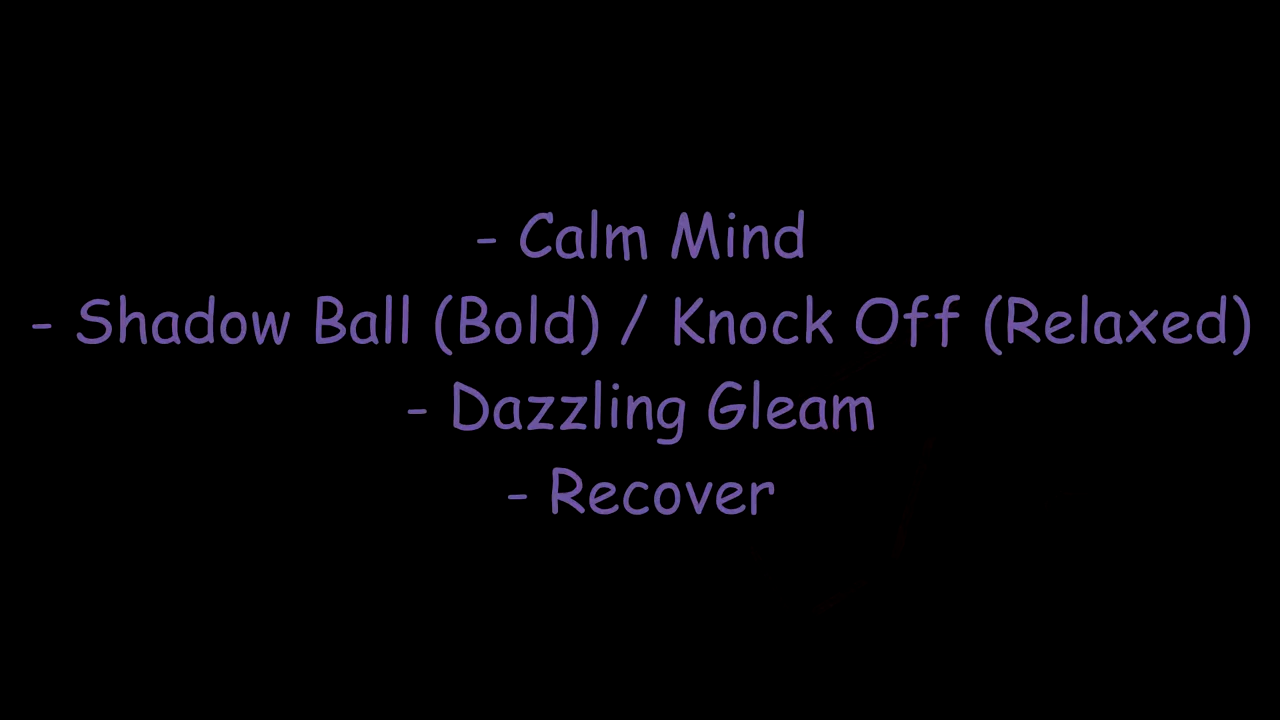 - Calm Mind
- Shadow Ball (Bold) / Knock Off (Relaxed)
- Dazzling Gleam
- Recover